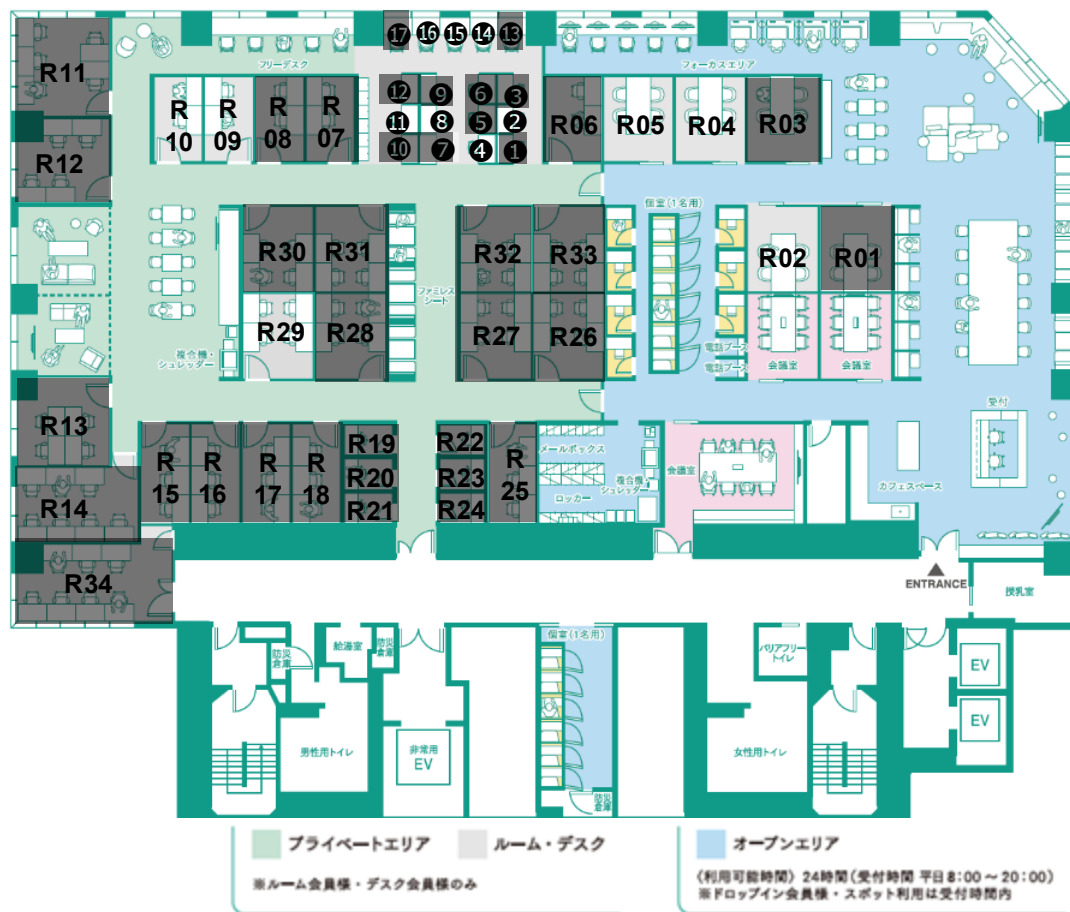 ⓱ ⓰ ⓯ ⓮ ⓭
フリーデスク
フォーカスエリア
R11
R
10
R
09
R
08
R
07
⓬ ❾ ❻ ❸
⓫ ❽ ❺ ❷
❿ ❼ ❹ ❶
R06
R05
R04
R03
R12
個室(1名用)
R30
R31
R32
R33
R02
R01
ファミレス
シート
R29
R28
R27
R26
複合機・
シュレッダー
電話ブース
電話ブース
会議室
会議室
R13
受付
R
15
R
16
R
17
R
18
R19
R20
R21
R22
R23
R24
R
25
メールボックス
ロッカー
複合機・
シュレッダー
会議室
カフェスペース
R14
R34
ENTRANCE
授乳室
防災
倉庫
給湯室
防災
倉庫
個室(1名用)
バリアフリー
トイレ
EV
EV
男性用トイレ
非常用
EV
女性用トイレ
防災
倉庫
プライベートエリア
ルーム・デスク
※ルーム会員様・デスク会員様のみ
オープンエリア
〈利用可能時間〉24時間(受付時間 平日8:00〜20:00)
※ドロップイン会員様・スポット利用は受付時間内